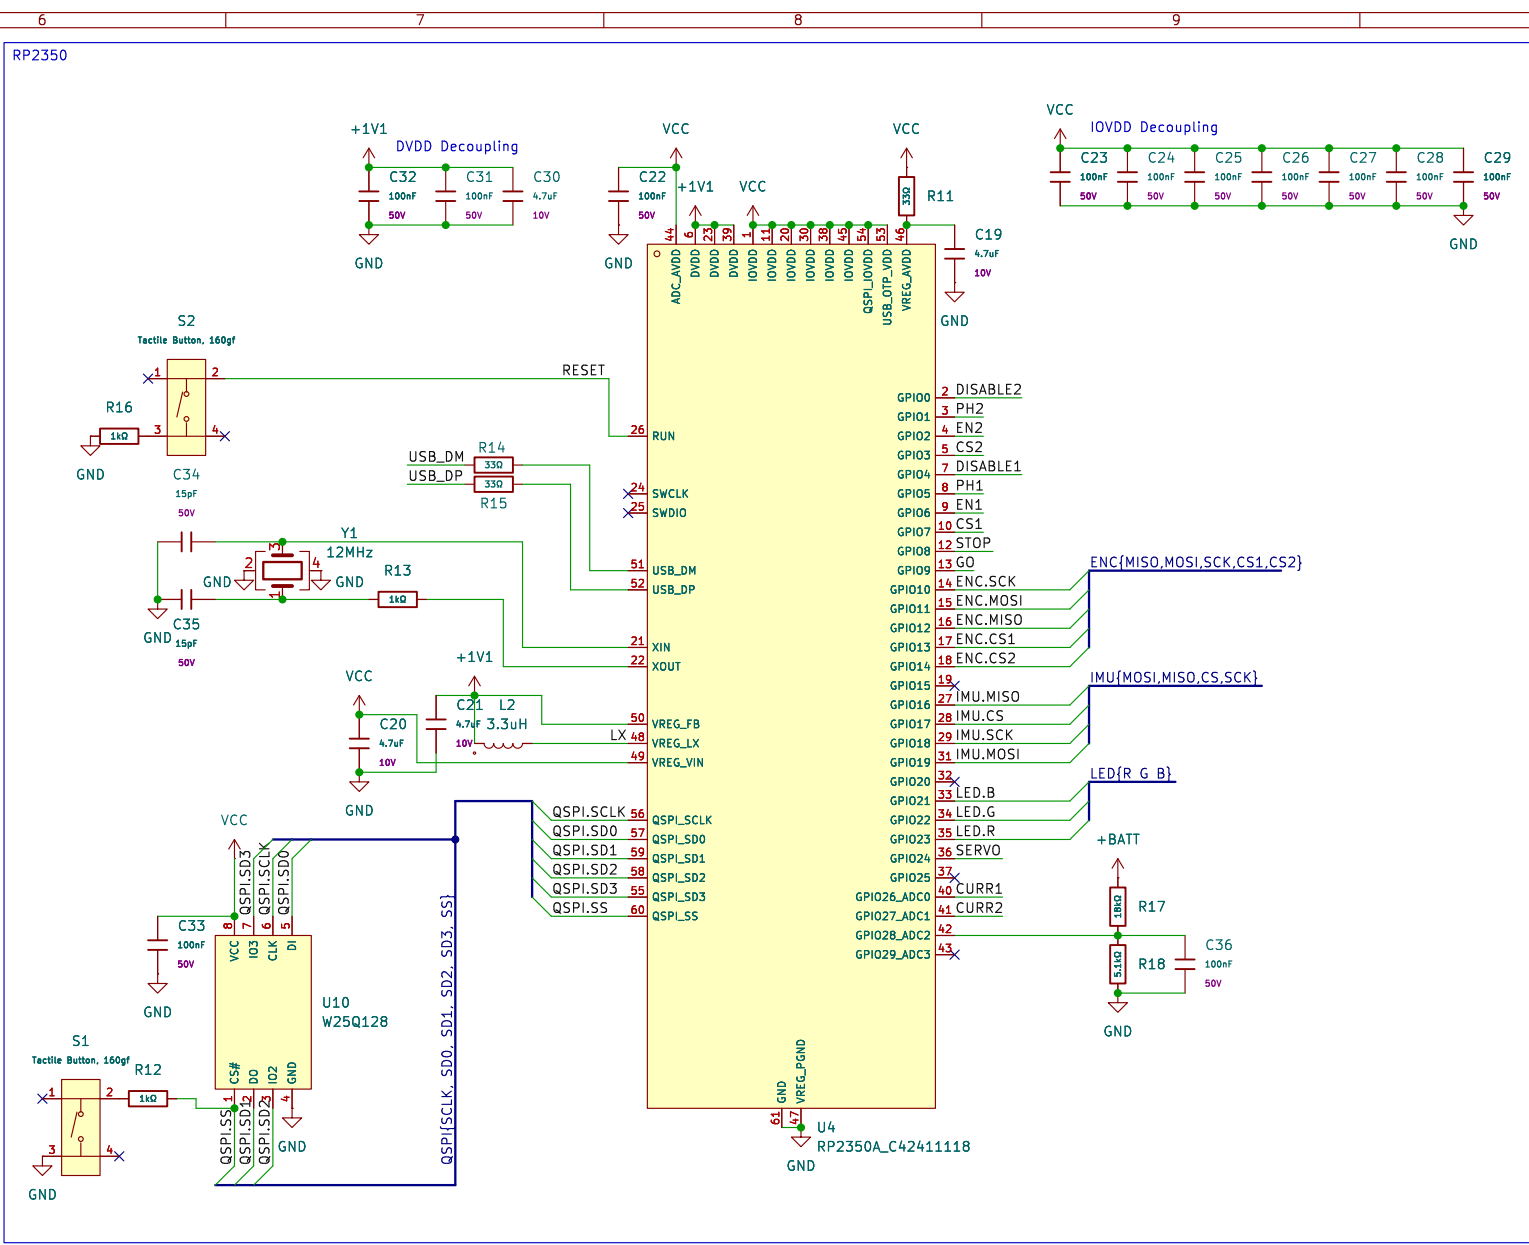 6 7 8 9
RP2350
+1V1
DVDD Decoupling
C32
100nF
50V
C31
100nF
50V
C30
4.7uF
10V
GND
VCC
C22
100nF
50V
GND
+1V1
VCC
VCC
33Ω
R11
C19
4.7uF
10V
GND
VCC
IOVDD Decoupling
C23
100nF
50V
C24
100nF
50V
C25
100nF
50V
C26
100nF
50V
C27
100nF
50V
C28
100nF
50V
C29
100nF
50V
GND
44 6 23 39 1 11 20 30 38 45 54 53 46
ADC_AVDD DVDD DVDD DVDD IOVDD IOVDD IOVDD IOVDD IOVDD IOVDD QSPI_IOVDD USB_OTP_VDD VREG_AVDD
S2
Tactile Button, 160gf
1 2
3 4
R16
1kΩ
GND
RESET
26 RUN
USB_DM
R14
33Ω
USB_DP
33Ω
R15
24 SWCLK
25 SWDIO
51 USB_DM
52 USB_DP
C34
15pF
50V
Y1
12MHz
3
2 4
1
GND GND
R13
1kΩ
GND
C35
15pF
50V
21 XIN
22 XOUT
+1V1
VCC
C20
4.7uF
10V
GND
C21
4.7uF
10V
L2
3.3uH
LX
50 VREG_FB
48 VREG_LX
49 VREG_VIN
QSPI.SCLK 56 QSPI_SCLK
QSPI.SD0 57 QSPI_SD0
QSPI.SD1 59 QSPI_SD1
QSPI.SD2 58 QSPI_SD2
QSPI.SD3 55 QSPI_SD3
QSPI.SS 60 QSPI_SS
QSPI{SCLK, SD0, SD1, SD2, SD3, SS}
VCC
QSPI.SD3
QSPI.SCLK
QSPI.SD0
C33
100nF
50V
GND
8 7 6 5
VCC IO3 CLK DI
U10
W25Q128
CS# DO IO2 GND
1 2 3 4
QSPI.SS
QSPI.SD1
QSPI.SD2
GND
S1
Tactile Button, 160gf
1 2
3 4
R12
1kΩ
GND
GPIO0 2 DISABLE2
GPIO1 3 PH2
GPIO2 4 EN2
GPIO3 5 CS2
GPIO4 7 DISABLE1
GPIO5 8 PH1
GPIO6 9 EN1
GPIO7 10 CS1
GPIO8 12 STOP
GPIO9 13 GO
GPIO10 14 ENC.SCK
GPIO11 15 ENC.MOSI
GPIO12 16 ENC.MISO
GPIO13 17 ENC.CS1
GPIO14 18 ENC.CS2
GPIO15 19
GPIO16 27 IMU.MISO
GPIO17 28 IMU.CS
GPIO18 29 IMU.SCK
GPIO19 31 IMU.MOSI
GPIO20 32
GPIO21 33 LED.B
GPIO22 34 LED.G
GPIO23 35 LED.R
GPIO24 36 SERVO
GPIO25 37
GPIO26_ADC0 40 CURR1
GPIO27_ADC1 41 CURR2
GPIO28_ADC2 42
GPIO29_ADC3 43
ENC{MISO,MOSI,SCK,CS1,CS2}
IMU{MOSI,MISO,CS,SCK}
LED{R G B}
+BATT
18kΩ
R17
5.1kΩ
R18
C36
100nF
50V
GND
GND VREG_PGND
61 47
U4
RP2350A_C42411118
GND